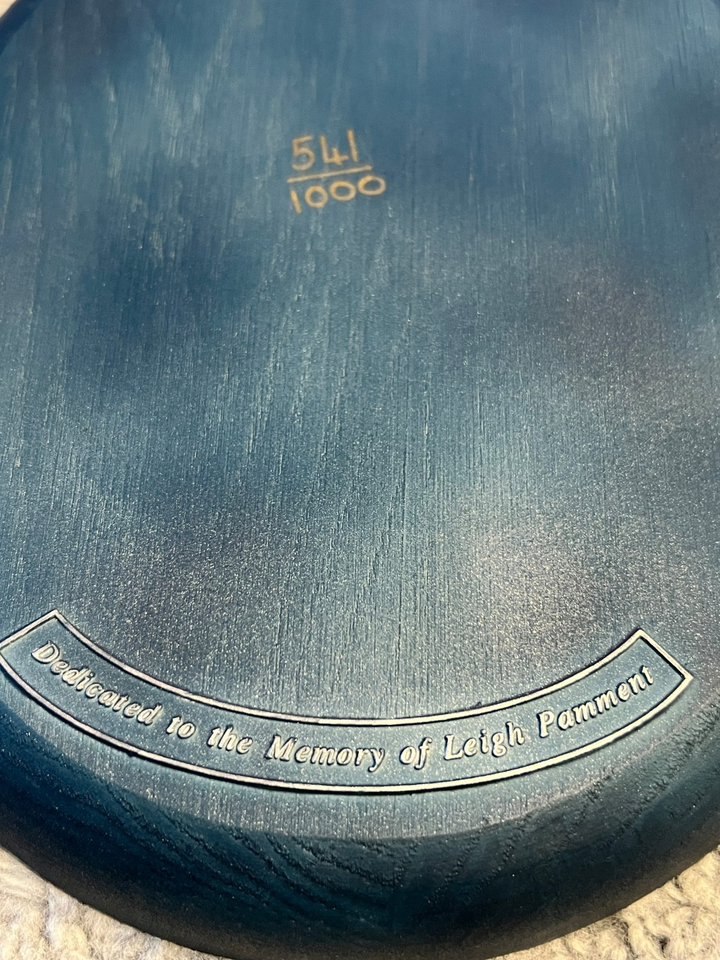 541
1000
Dedicated to the Memory of Leigh Pamment